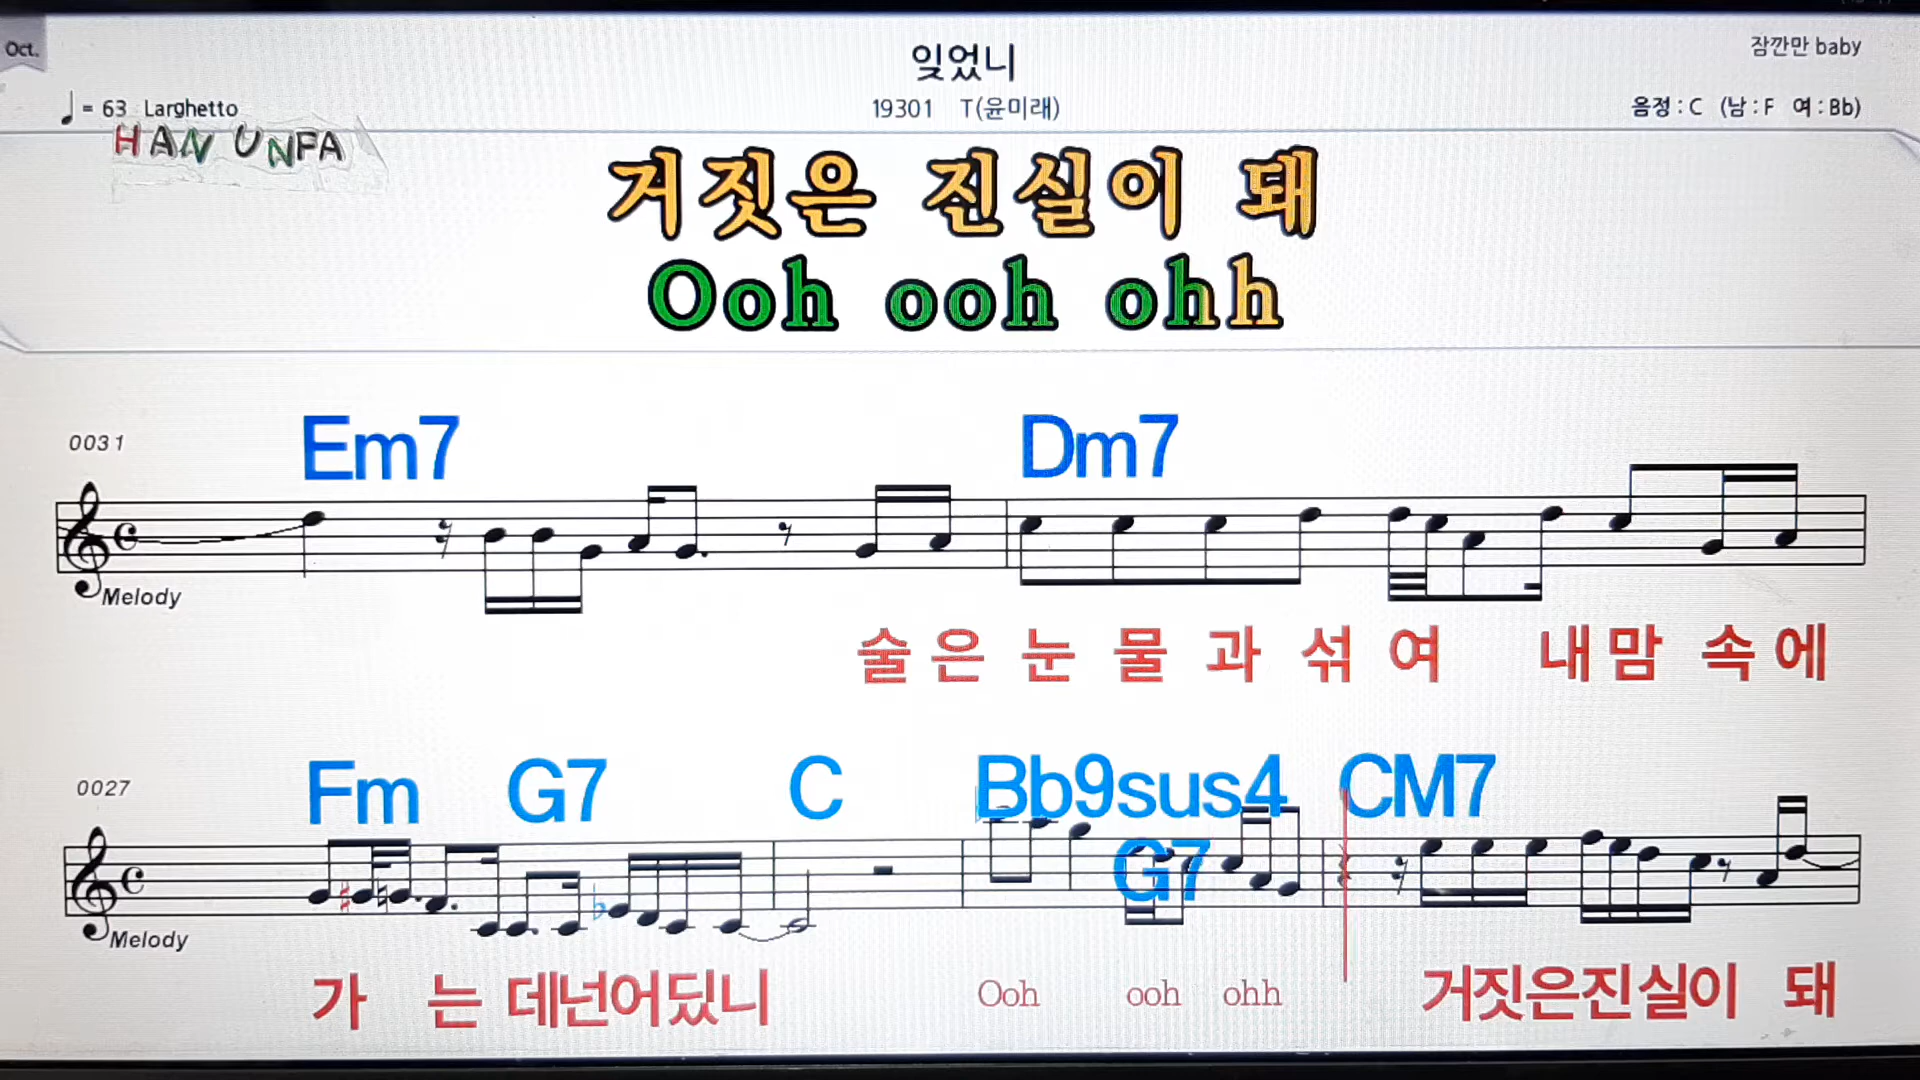 Oct.
잊었니
잠깐만 baby
= 63 Larghetto
19301 T(윤미래)
음정 : C (남 : F 여 : Bb)
HAN UNFA
거짓은 진실이 돼
Ooh ooh ohh
0031
Em7 Dm7
Melody
술은 눈물과 섞여 내맘 속에
0027
Fm G7 C Bb9sus4 CM7
G7
Melody
가 는 데넌어딨니 Ooh ooh ohh 거짓은진실이 돼